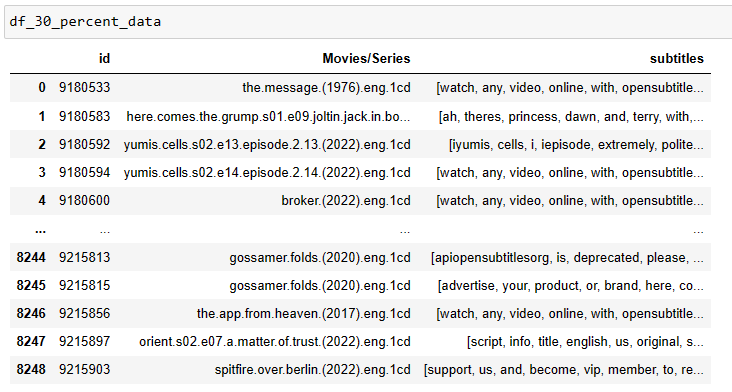 df_30_percent_data
id Movies/Series subtitles
0 9180533 the.message.(1976).eng.1cd [watch, any, video, online, with, opensubtitle...
1 9180583 here.comes.the.grump.s01.e09.joltin.jack.in.bo... [ah, theres, princess, dawn, and, terry, with,...
2 9180592 yumis.cells.s02.e13.episode.2.13.(2022).eng.1cd [iyumis, cells, i, iepisode, extremely, polite...
3 9180594 yumis.cells.s02.e14.episode.2.14.(2022).eng.1cd [watch, any, video, online, with, opensubtitle...
4 9180600 broker.(2022).eng.1cd [watch, any, video, online, with, opensubtitle...
... ... ... ...
8244 9215813 gossamer.folds.(2020).eng.1cd [apiopensubtitlesorg, is, deprecated, please, ...
8245 9215815 gossamer.folds.(2020).eng.1cd [advertise, your, product, or, brand, here, co...
8246 9215856 the.app.from.heaven.(2017).eng.1cd [watch, any, video, online, with, opensubtitle...
8247 9215897 orient.s02.e07.a.matter.of.trust.(2022).eng.1cd [script, info, title, english, us, original, s...
8248 9215903 spitfire.over.berlin.(2022).eng.1cd [support, us, and, become, vip, member, to, re...